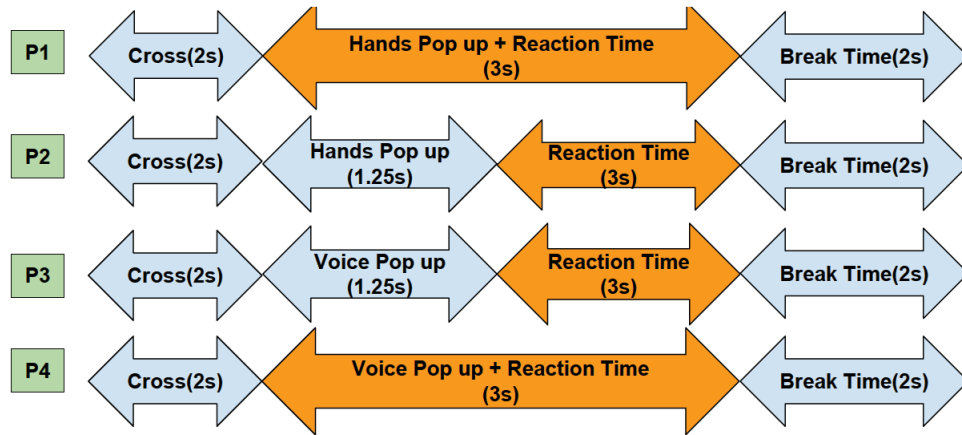 P1
Cross(2s)
Hands Pop up + Reaction Time
(3s)
Break Time(2s)
P2
Cross(2s)
Hands Pop up
(1.25s)
Reaction Time
(3s)
Break Time(2s)
P3
Cross(2s)
Voice Pop up
(1.25s)
Reaction Time
(3s)
Break Time(2s)
P4
Cross(2s)
Voice Pop up + Reaction Time
(3s)
Break Time(2s)